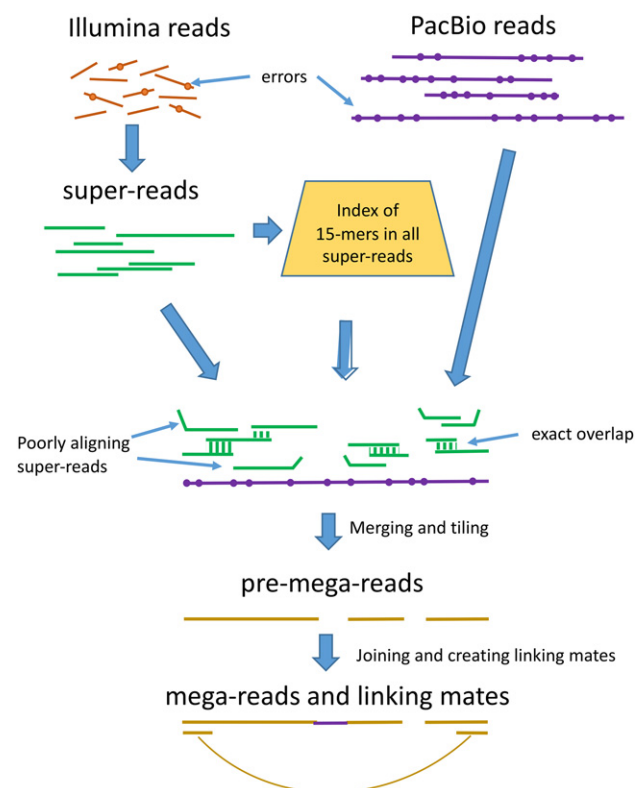 Illumina reads
PacBio reads
errors
super-reads
Index of
15-mers in all
super-reads
Poorly aligning
super-reads
exact overlap
Merging and tiling
pre-mega-reads
Joining and creating linking mates
mega-reads and linking mates